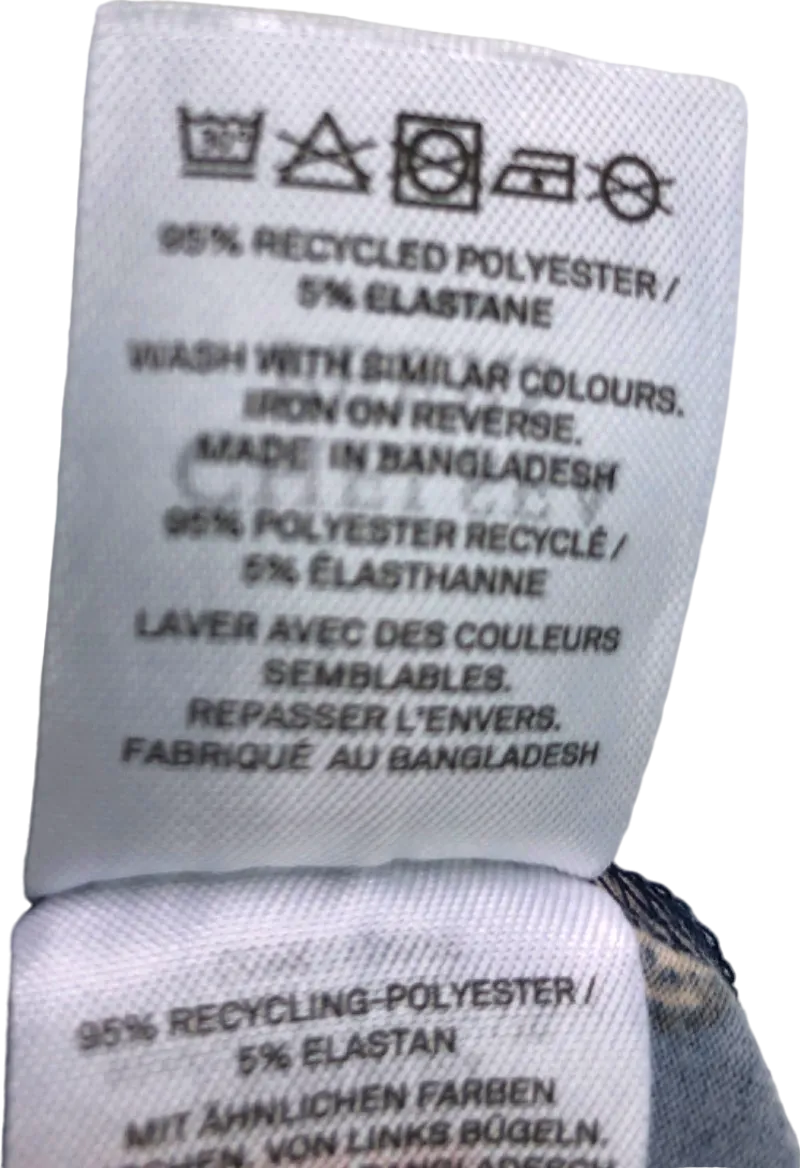 30°
95% RECYCLED POLYESTER /
5% ELASTANE
WASH WITH SIMILAR COLOURS.
IRON ON REVERSE.
MADE IN BANGLADESH
95% POLYESTER RECYCLÉ /
5% ÉLASTHANNE
LAVER AVEC DES COULEURS
SEMBLABLES.
REPASSER L'ENVERS.
FABRIQUÉ AU BANGLADESH
95% RECYCLING-POLYESTER /
5% ELASTAN
MIT ÄHNLICHEN FARBEN
VON LINKS BÜGELN.